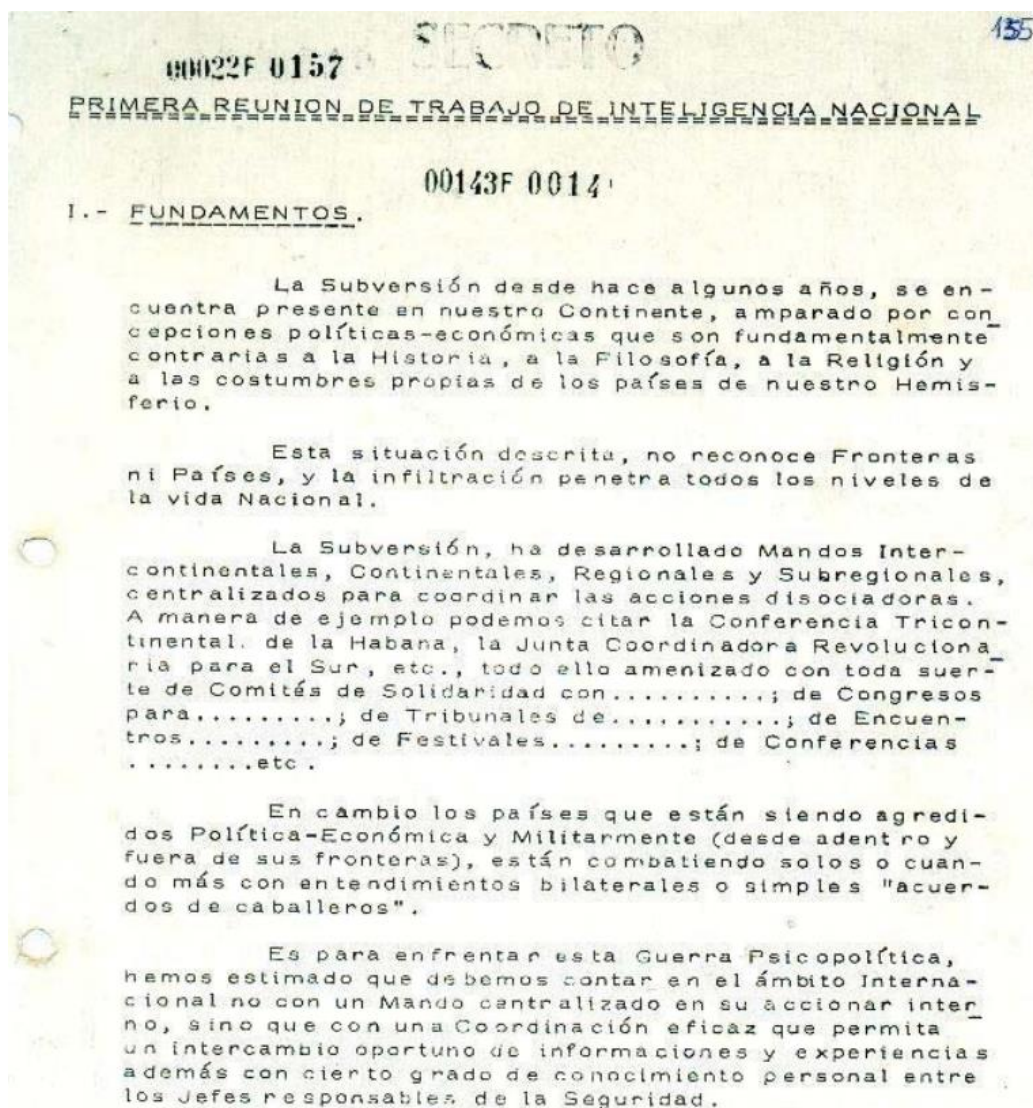 SECRETO
155
00022F 0157
PRIMERA REUNION DE TRABAJO DE INTELIGENCIA NACIONAL
00143F 0014
I.- FUNDAMENTOS.
La Subversión desde hace algunos años, se en-
cuentra presente en nuestro Continente, amparado por con_
cepciones políticas-económicas que son fundamentalmente
contrarias a la Historia, a la Filosofía, a la Religión y
a las costumbres propias de los países de nuestro Hemis-
ferio.
Esta situación descrita, no reconoce Fronteras
ni Países, y la infiltración penetra todos los niveles de
la vida Nacional.
La Subversión, ha desarrollado Mandos Inter-
continentales, Continentales, Regionales y Subregionales,
centralizados para coordinar las acciones disociadoras.
A manera de ejemplo podemos citar la Conferencia Tricon-
tinental. de la Habana, la Junta Coordinadora Revoluciona_
ria para el Sur, etc., todo ello amenizado con toda suer-
te de Comités de Solidaridad con..........; de Congresos
para.........; de Tribunales de...........; de Encuen-
tros.........; de Festivales.........; de Conferencias
........etc.
En cambio los países que están siendo agredi-
dos Política-Económica y Militarmente (desde adentro y
fuera de sus fronteras), están combatiendo solos o cuan-
do más con entendimientos bilaterales o simples "acuer-
dos de caballeros".
Es para enfrentar esta Guerra Psicopolítica,
hemos estimado que debemos contar en el ámbito Interna-
cional no con un Mando centralizado en su accionar inter_
no, sino que con una Coordinación eficaz que permita
un intercambio oportuno de informaciones y experiencias
además con cierto grado de conocimiento personal entre
los Jefes responsables de la Seguridad.